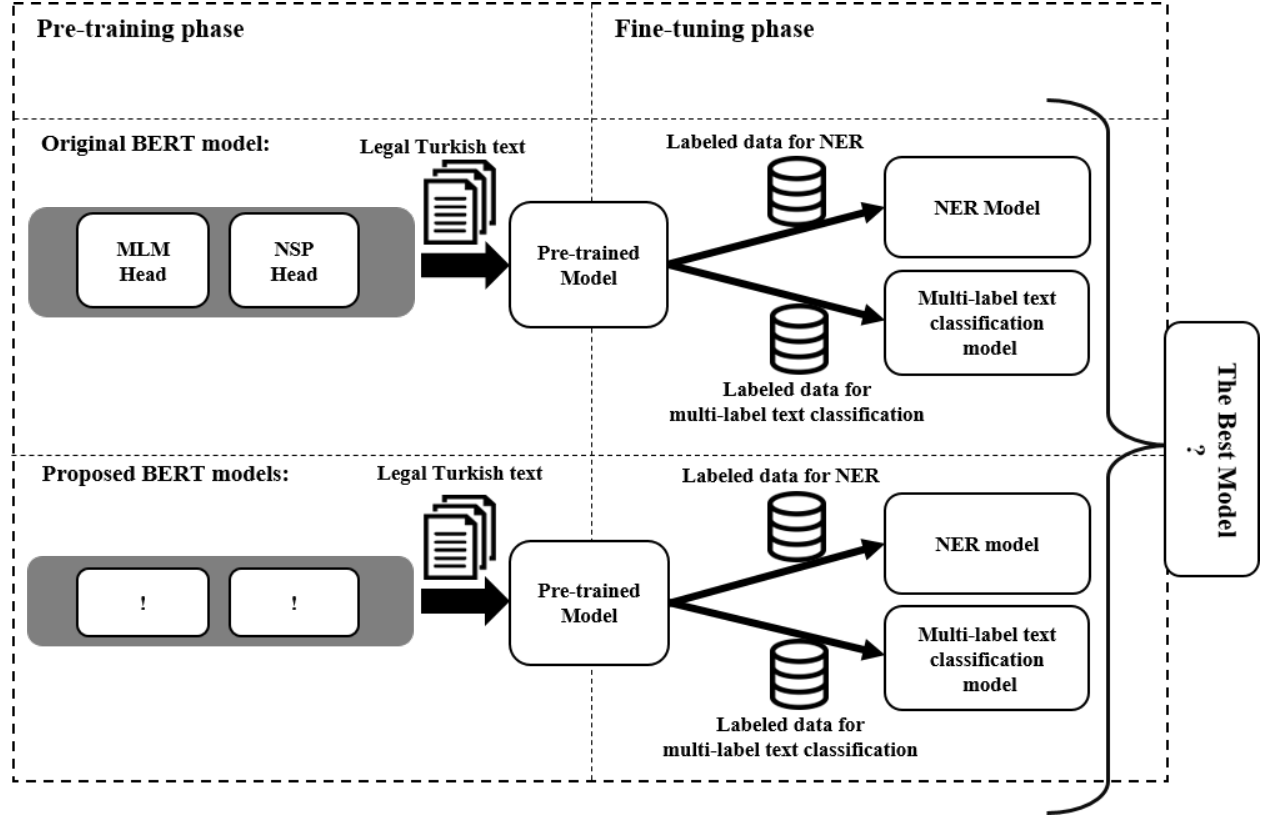 Pre-training phase
Fine-tuning phase
Original BERT model:
Legal Turkish text
MLM
Head
NSP
Head
Pre-trained
Model
Labeled data for NER
NER Model
Multi-label text
classification
model
Labeled data for
multi-label text classification
Proposed BERT models:
Legal Turkish text
!
!
Pre-trained
Model
Labeled data for NER
NER model
Multi-label text
classification
model
Labeled data for
multi-label text classification
The Best Model
?